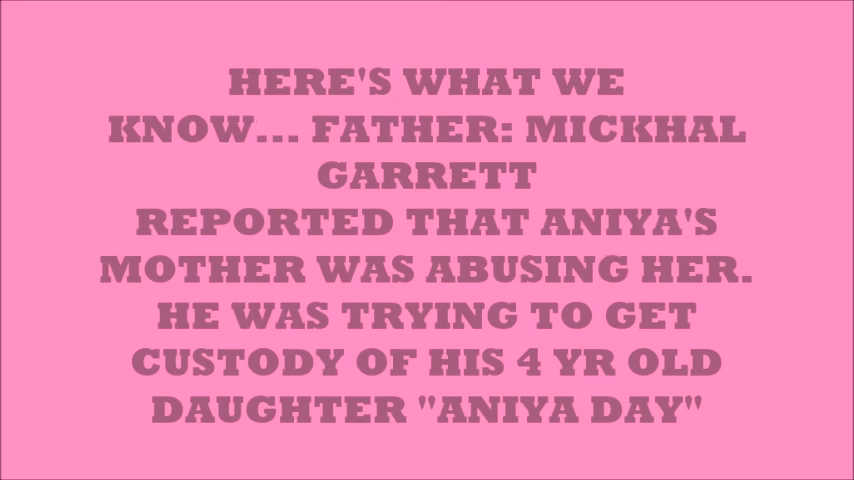 HERE'S WHAT WE
KNOW... FATHER: MICKHAL
GARRETT
REPORTED THAT ANIYA'S
MOTHER WAS ABUSING HER.
HE WAS TRYING TO GET
CUSTODY OF HIS 4 YR OLD
DAUGHTER "ANIYA DAY"